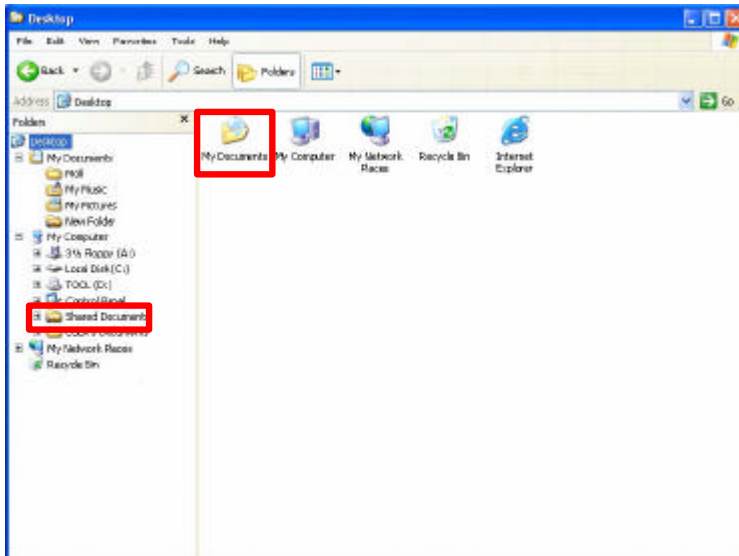 Desktop
File Edit View Favorites Tools Help
Back Search Folders
Address Desktop Go
Folders
Desktop
My Documents
Mail
My Music
My Pictures
New Folder
My Computer
3½ Floppy (A:)
Local Disk (C:)
TOOL (D:)
Control Panel
Shared Documents
Documents
My Network Places
Recycle Bin
My Documents
My Computer
My Network
Places
Recycle Bin
Internet
Explorer